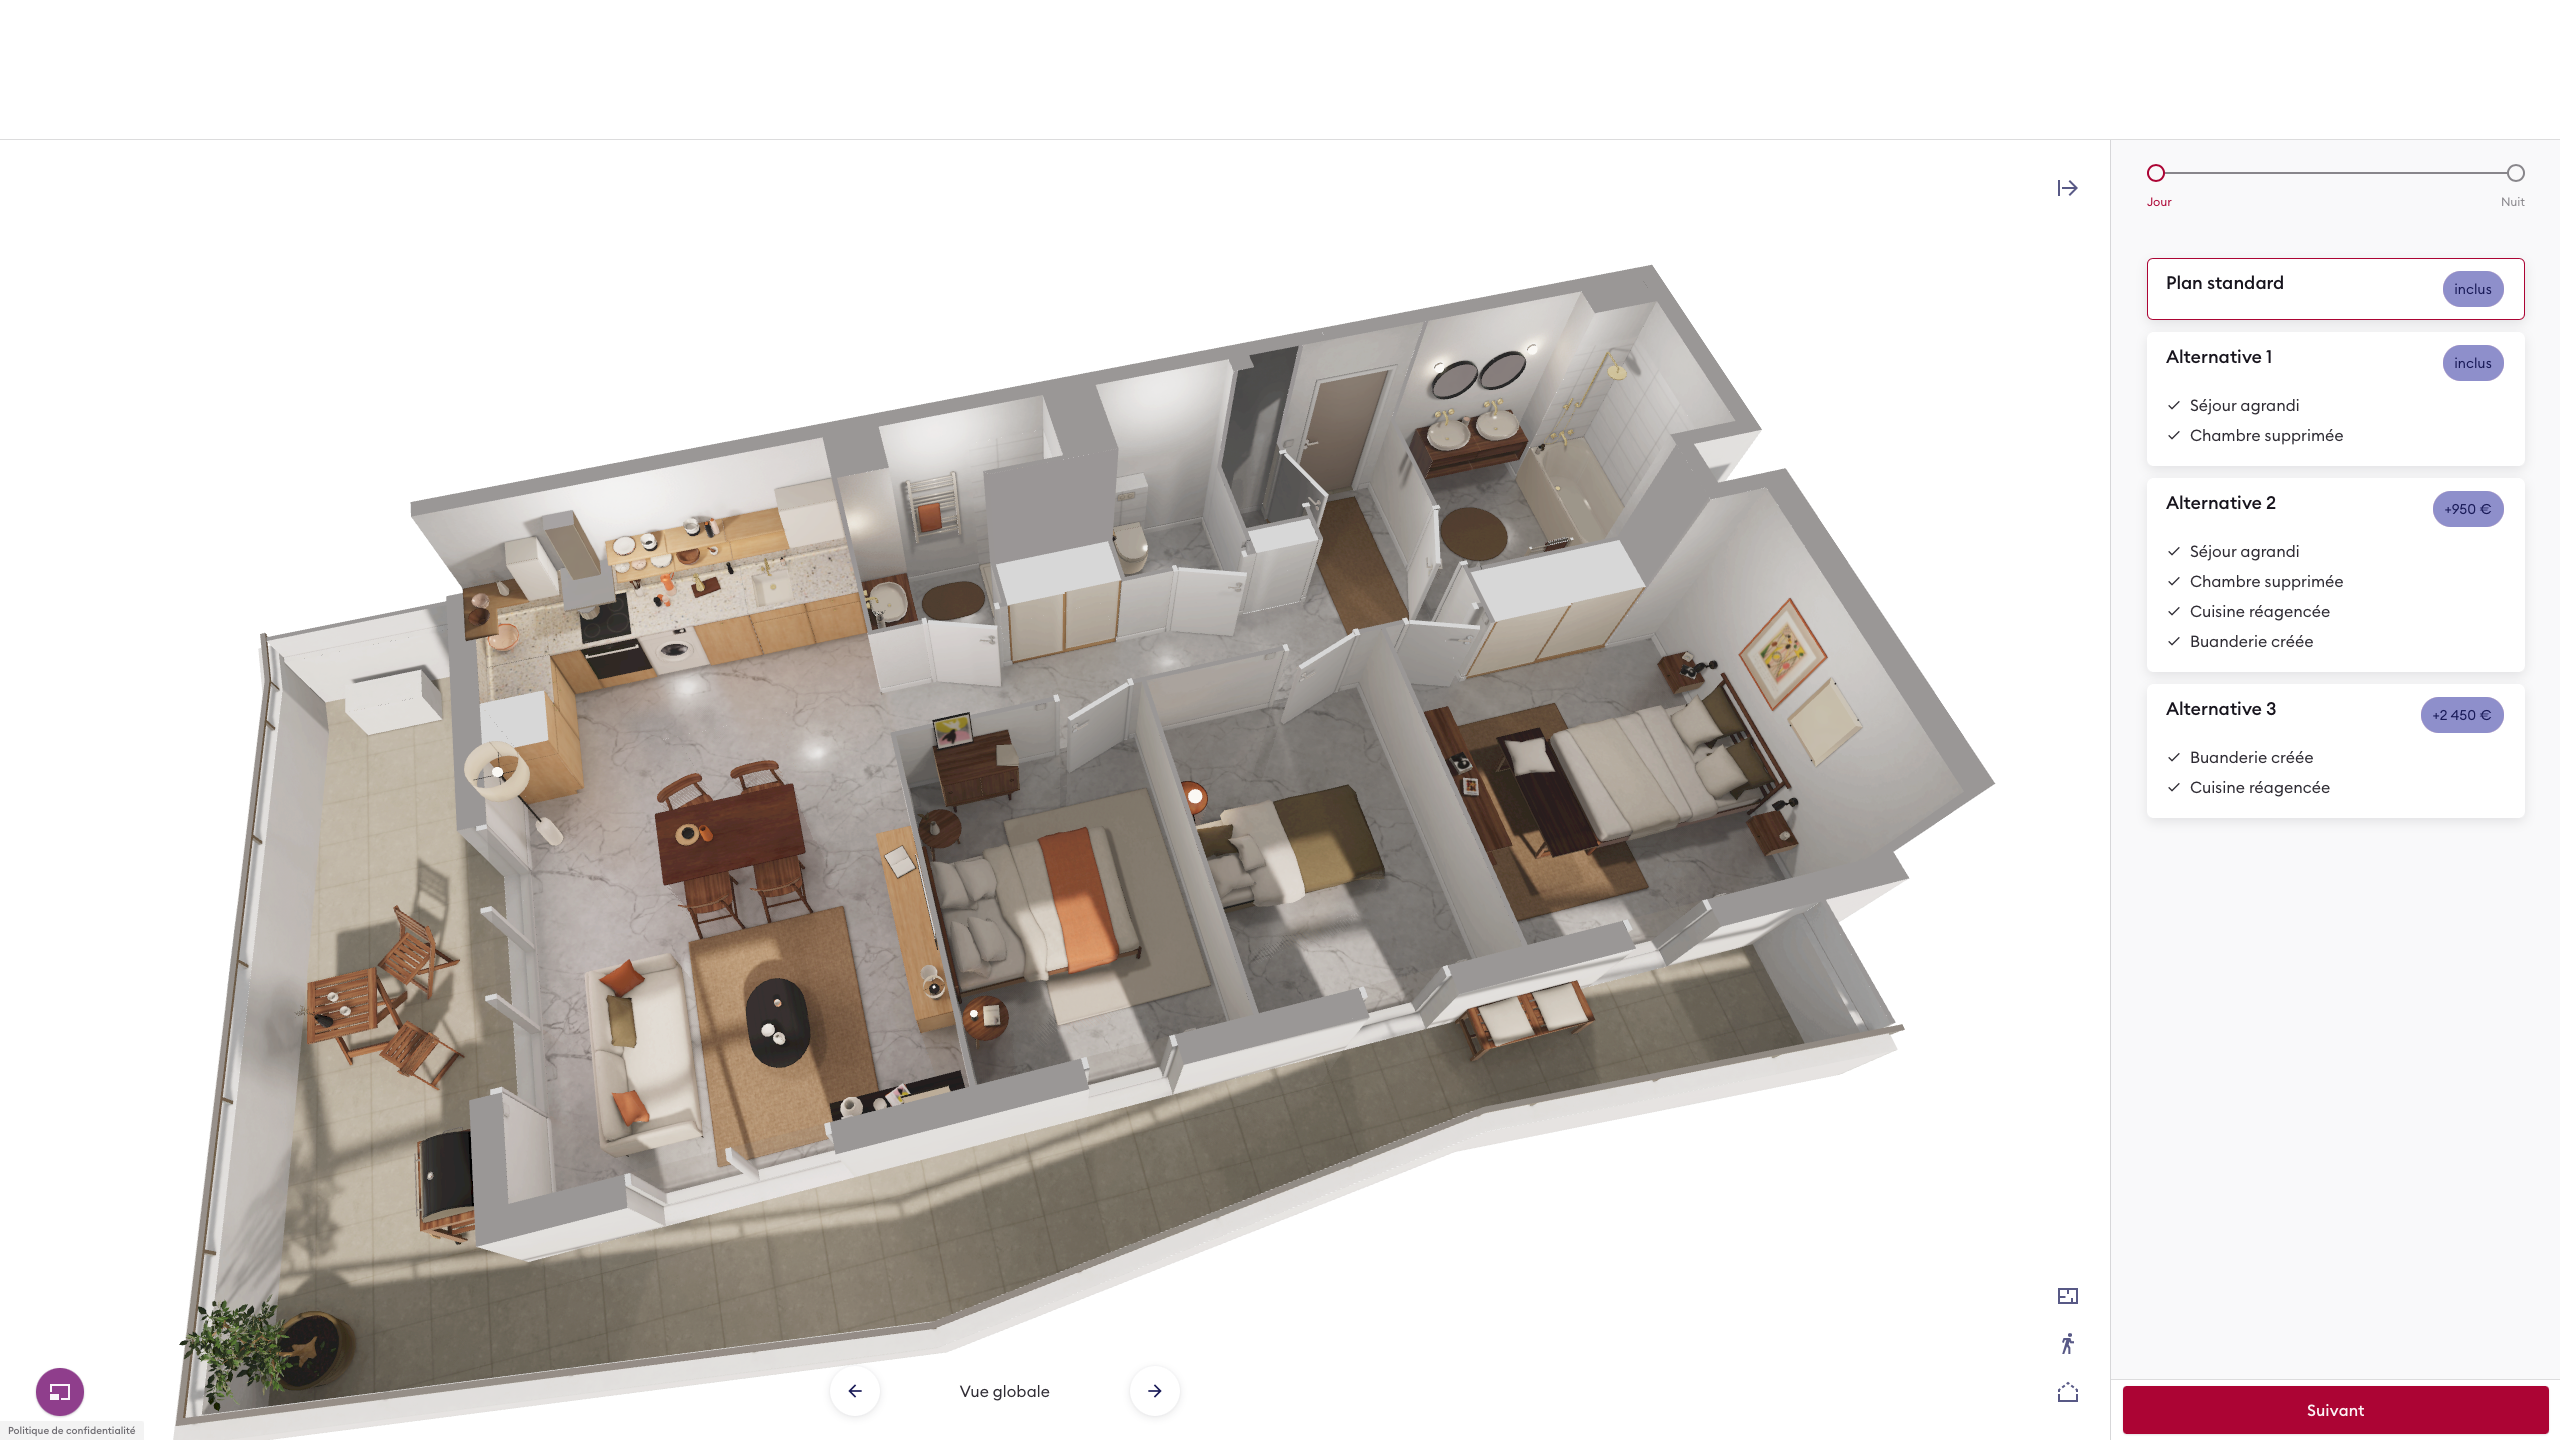 Jour
Nuit
Plan standard
inclus
Alternative 1
inclus
Séjour agrandi
Chambre supprimée
Alternative 2
+950 €
Séjour agrandi
Chambre supprimée
Cuisine réagencée
Buanderie créée
Alternative 3
+2 450 €
Buanderie créée
Cuisine réagencée
Vue globale
Politique de confidentialité
Suivant